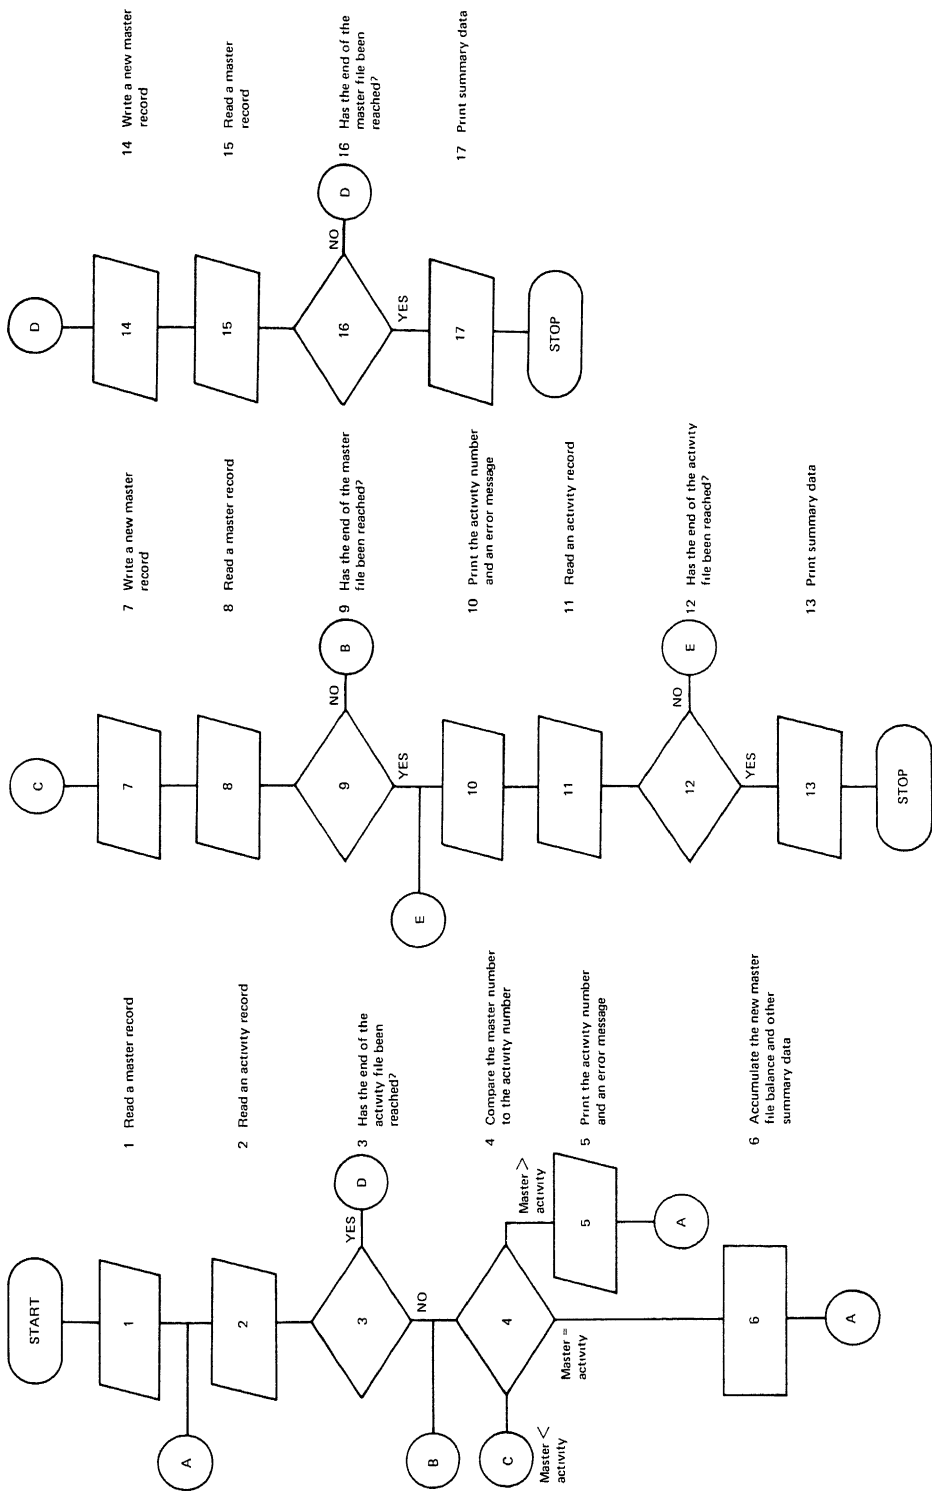 START
1
A
2
3
YES
D
NO
B
4
C
Master <
activity
Master =
activity
Master >
activity
5
A
6
A
1 Read a master record
2 Read an activity record
3 Has the end of the
activity file been
reached?
4 Compare the master number
to the activity number
5 Print the activity number
and an error message
6 Accumulate the new master
file balance and other
summary data
C
7
8
9
NO
B
YES
E
10
11
12
NO
E
YES
13
STOP
7 Write a new master
record
8 Read a master record
9 Has the end of the master
file been reached?
10 Print the activity number
and an error message
11 Read an activity record
12 Has the end of the activity
file been reached?
13 Print summary data
D
14
15
16
NO
D
YES
17
STOP
14 Write a new master
record
15 Read a master
record
16 Has the end of the
master file been
reached?
17 Print summary data